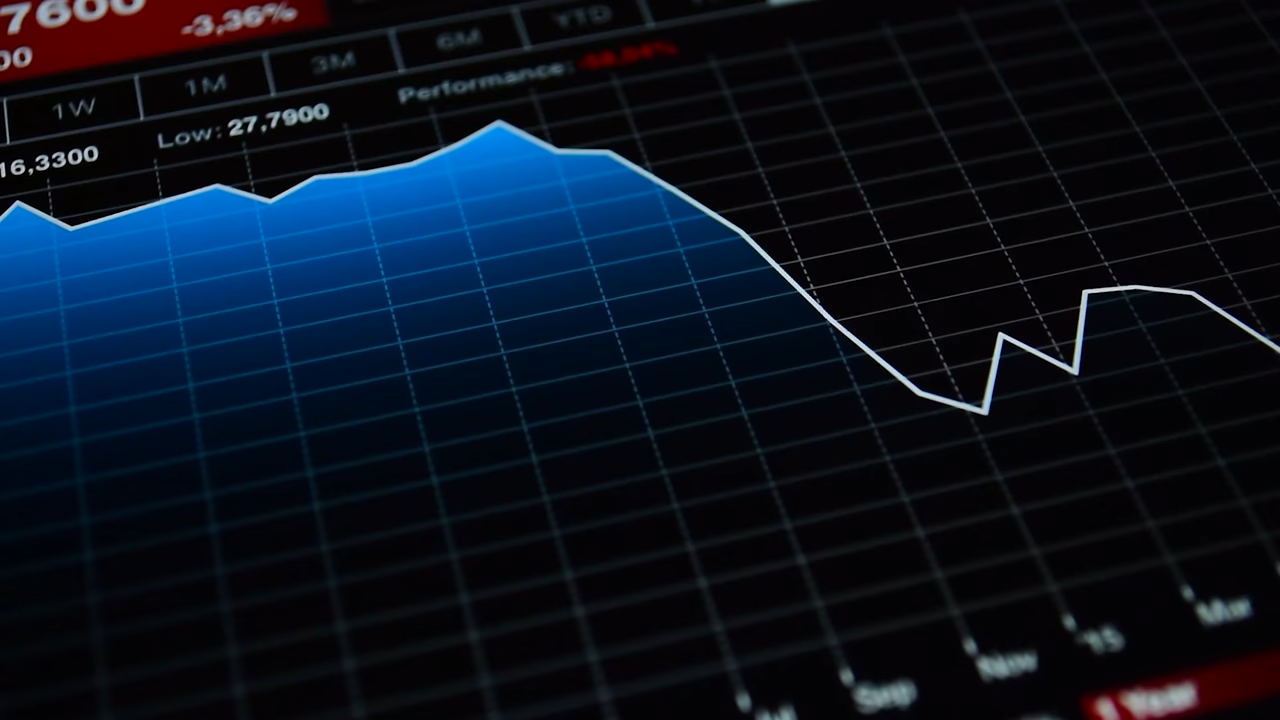 7600
-3,36%
00
1W 1M 3M 6M YTD
16,3300 Low: 27,7900 Performance:
Jul Sep Nov '15 Mar
1 Year